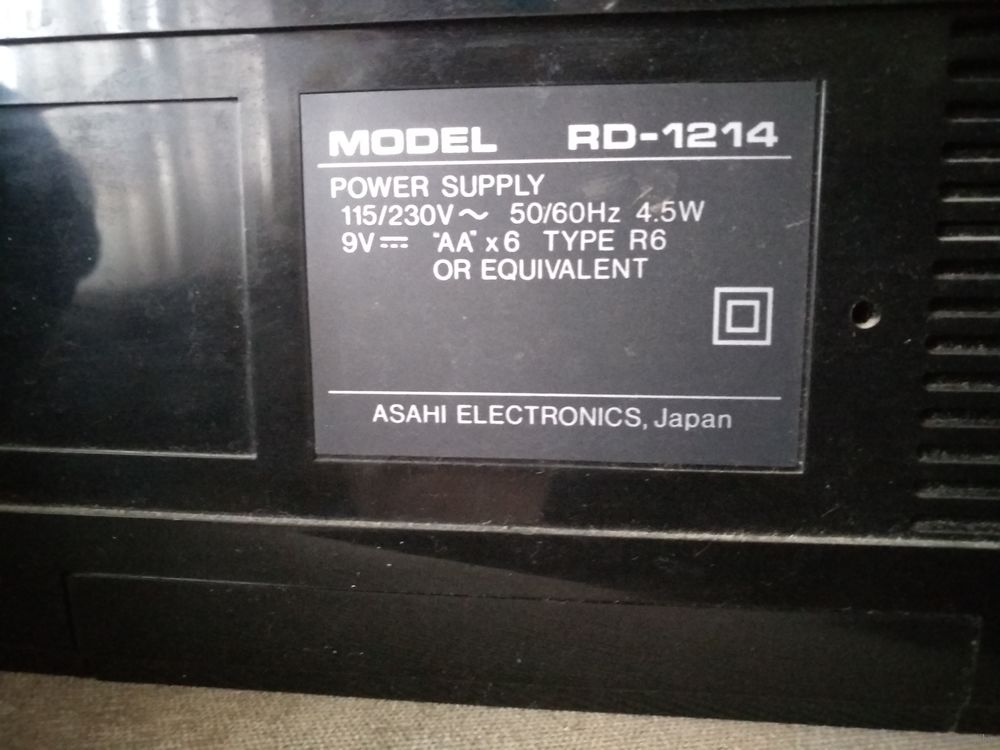 MODEL RD-1214
POWER SUPPLY
115/230V～ 50/60Hz 4.5W
9V⎓ "AA" x 6 TYPE R6
OR EQUIVALENT
ASAHI ELECTRONICS, Japan